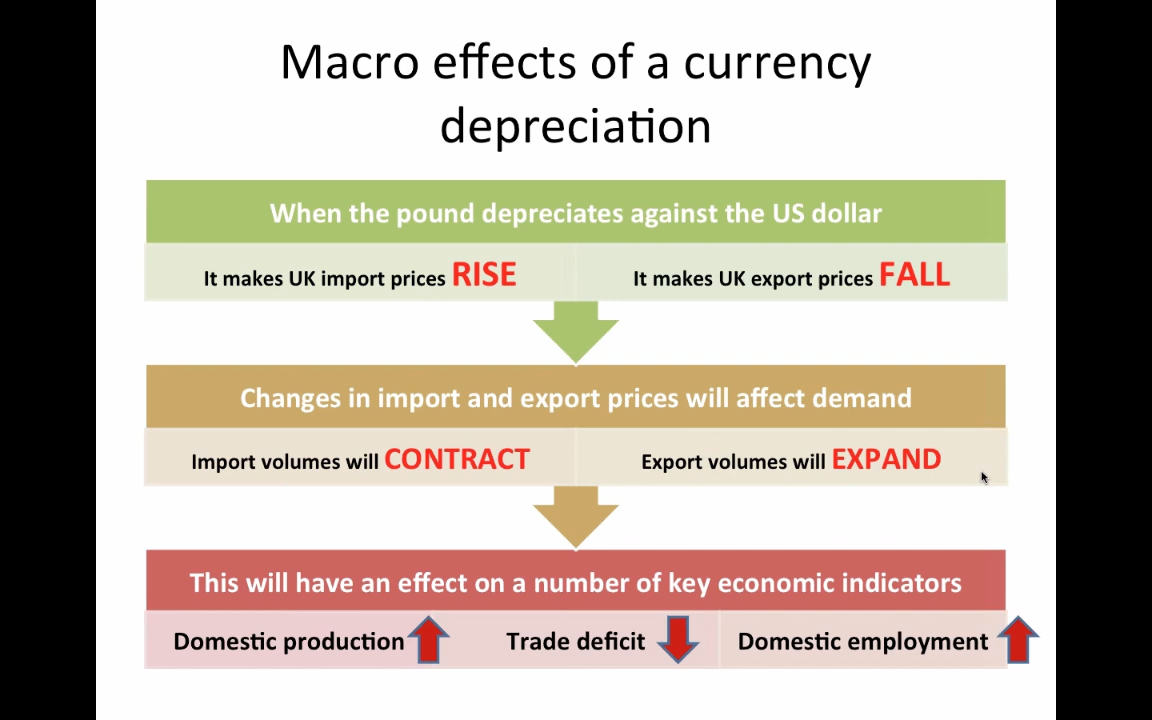 Macro effects of a currency
depreciation
When the pound depreciates against the US dollar
It makes UK import prices RISE
It makes UK export prices FALL
Changes in import and export prices will affect demand
Import volumes will CONTRACT
Export volumes will EXPAND
This will have an effect on a number of key economic indicators
Domestic production
Trade deficit
Domestic employment